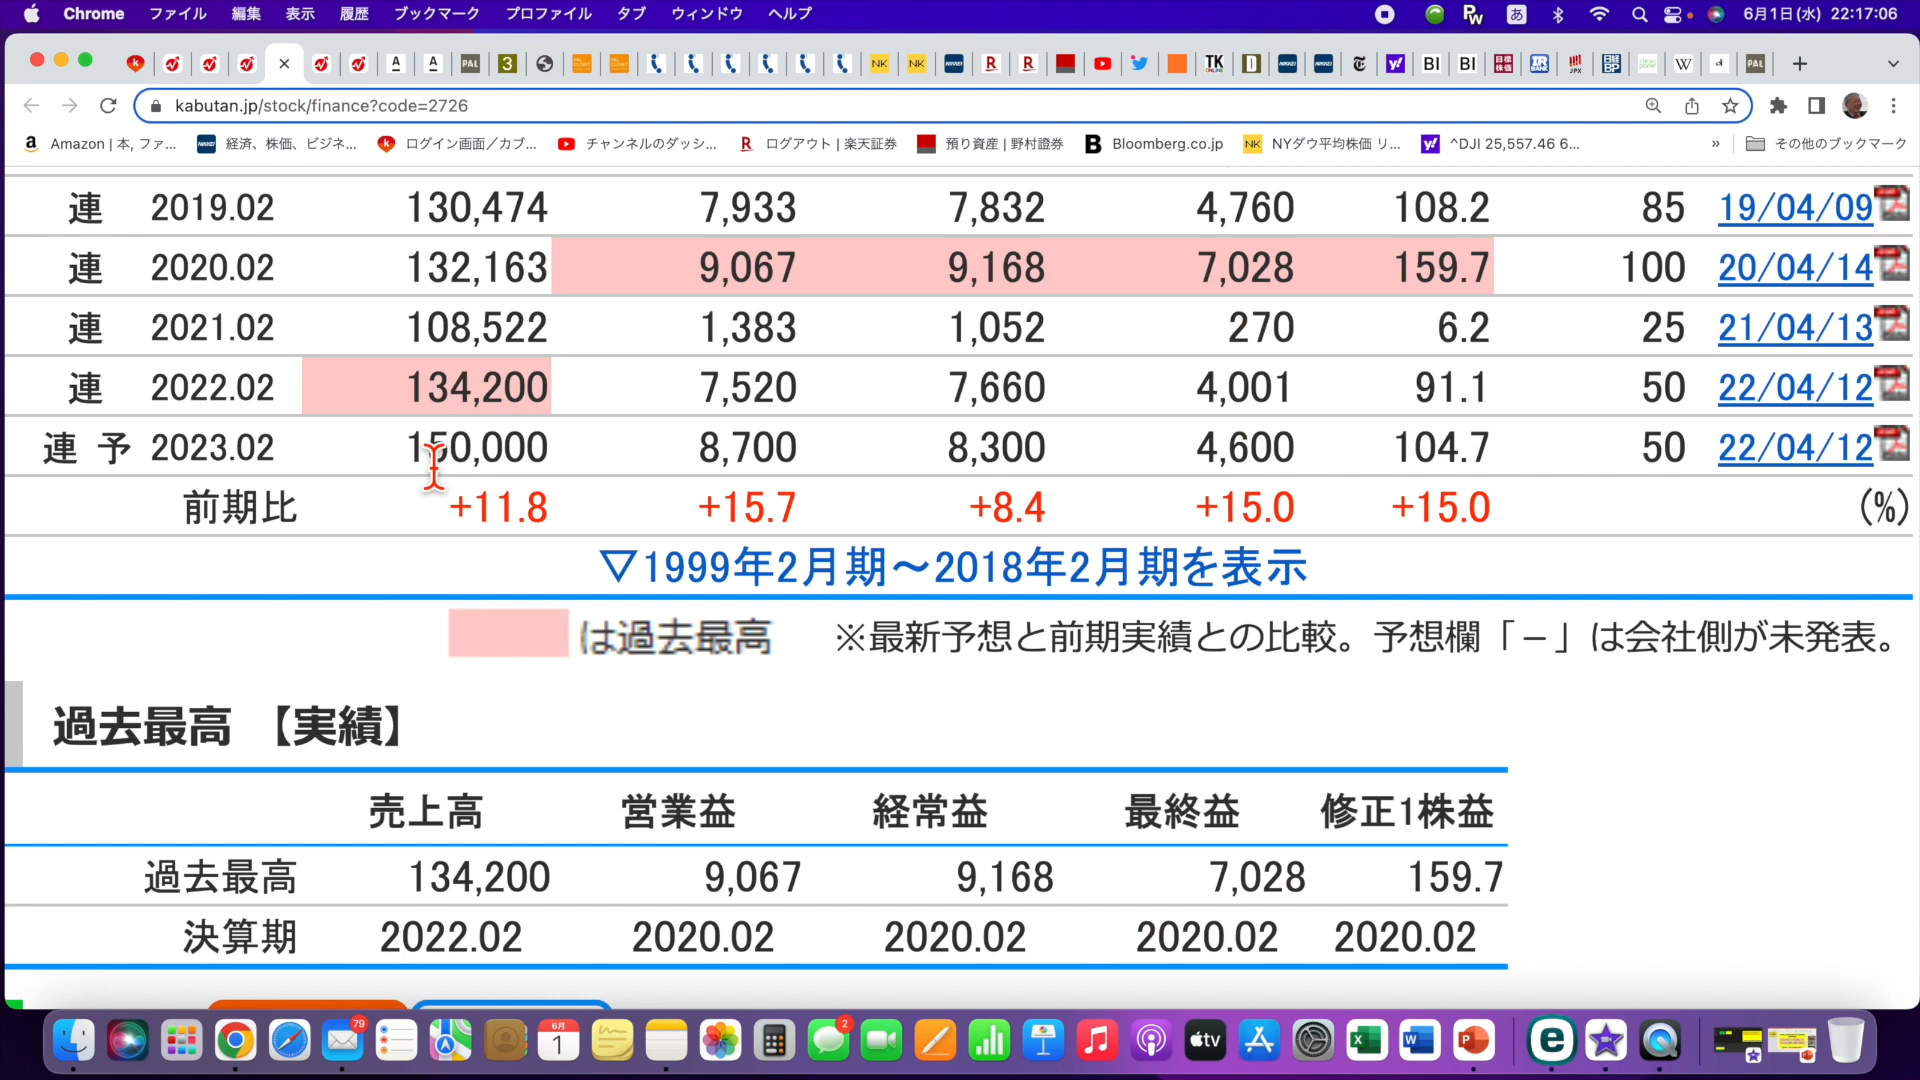 Chrome ファイル 編集 表示 履歴 ブックマーク プロファイル タブ ウィンドウ ヘルプ あ 6月1日(水) 22:17:06
kabutan.jp/stock/finance?code=2726
Amazon | 本, ファ... 経済、株価、ビジネ... ログイン画面／カブ... チャンネルのダッシ... ログアウト | 楽天証券 預り資産 | 野村證券 Bloomberg.co.jp NYダウ平均株価 リ... ^DJI 25,557.46 6... » その他のブックマーク
連 2019.02 130,474 7,933 7,832 4,760 108.2 85 19/04/09
連 2020.02 132,163 9,067 9,168 7,028 159.7 100 20/04/14
連 2021.02 108,522 1,383 1,052 270 6.2 25 21/04/13
連 2022.02 134,200 7,520 7,660 4,001 91.1 50 22/04/12
連 予 2023.02 150,000 8,700 8,300 4,600 104.7 50 22/04/12
前期比 +11.8 +15.7 +8.4 +15.0 +15.0 (%)
▽1999年2月期～2018年2月期を表示
は過去最高 ※最新予想と前期実績との比較。予想欄「－」は会社側が未発表。
過去最高 【実績】
売上高 営業益 経常益 最終益 修正1株益
過去最高 134,200 9,067 9,168 7,028 159.7
決算期 2022.02 2020.02 2020.02 2020.02 2020.02
79 6月 1 2 tv